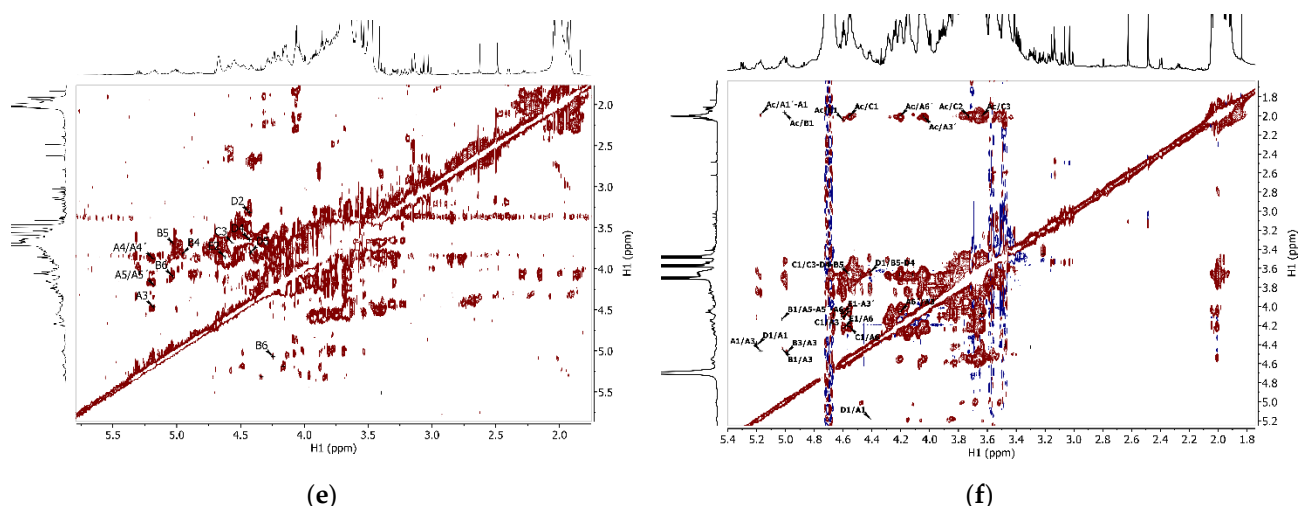 2.0
2.5
3.0
3.5
4.0
4.5
5.0
5.5
H1 (ppm)
D2
B5
C3
B4
A4/A4´
B6
A5/A5´
A3´
B6
5.5 5.0 4.5 4.0 3.5 3.0 2.5 2.0
H1 (ppm)
(e)
Ac/A1´-A1
Ac/B1
Ac/C1
Ac/A6´
Ac/A3´
Ac/C2
Ac/C3
C1/C3-D4-B5
D1/B5-B4
B1/A5-A5´
E1/A6
C1/A3
C1/A6
A1/A3
D1/A1
B3/A3
B1/A3
D1/A1
1.8
2.0
2.2
2.4
2.6
2.8
3.0
3.2
3.4
3.6
3.8
4.0
4.2
4.4
4.6
4.8
5.0
5.2
H1 (ppm)
5.4 5.2 5.0 4.8 4.6 4.4 4.2 4.0 3.8 3.6 3.4 3.2 3.0 2.8 2.6 2.4 2.2 2.0 1.8
H1 (ppm)
(f)